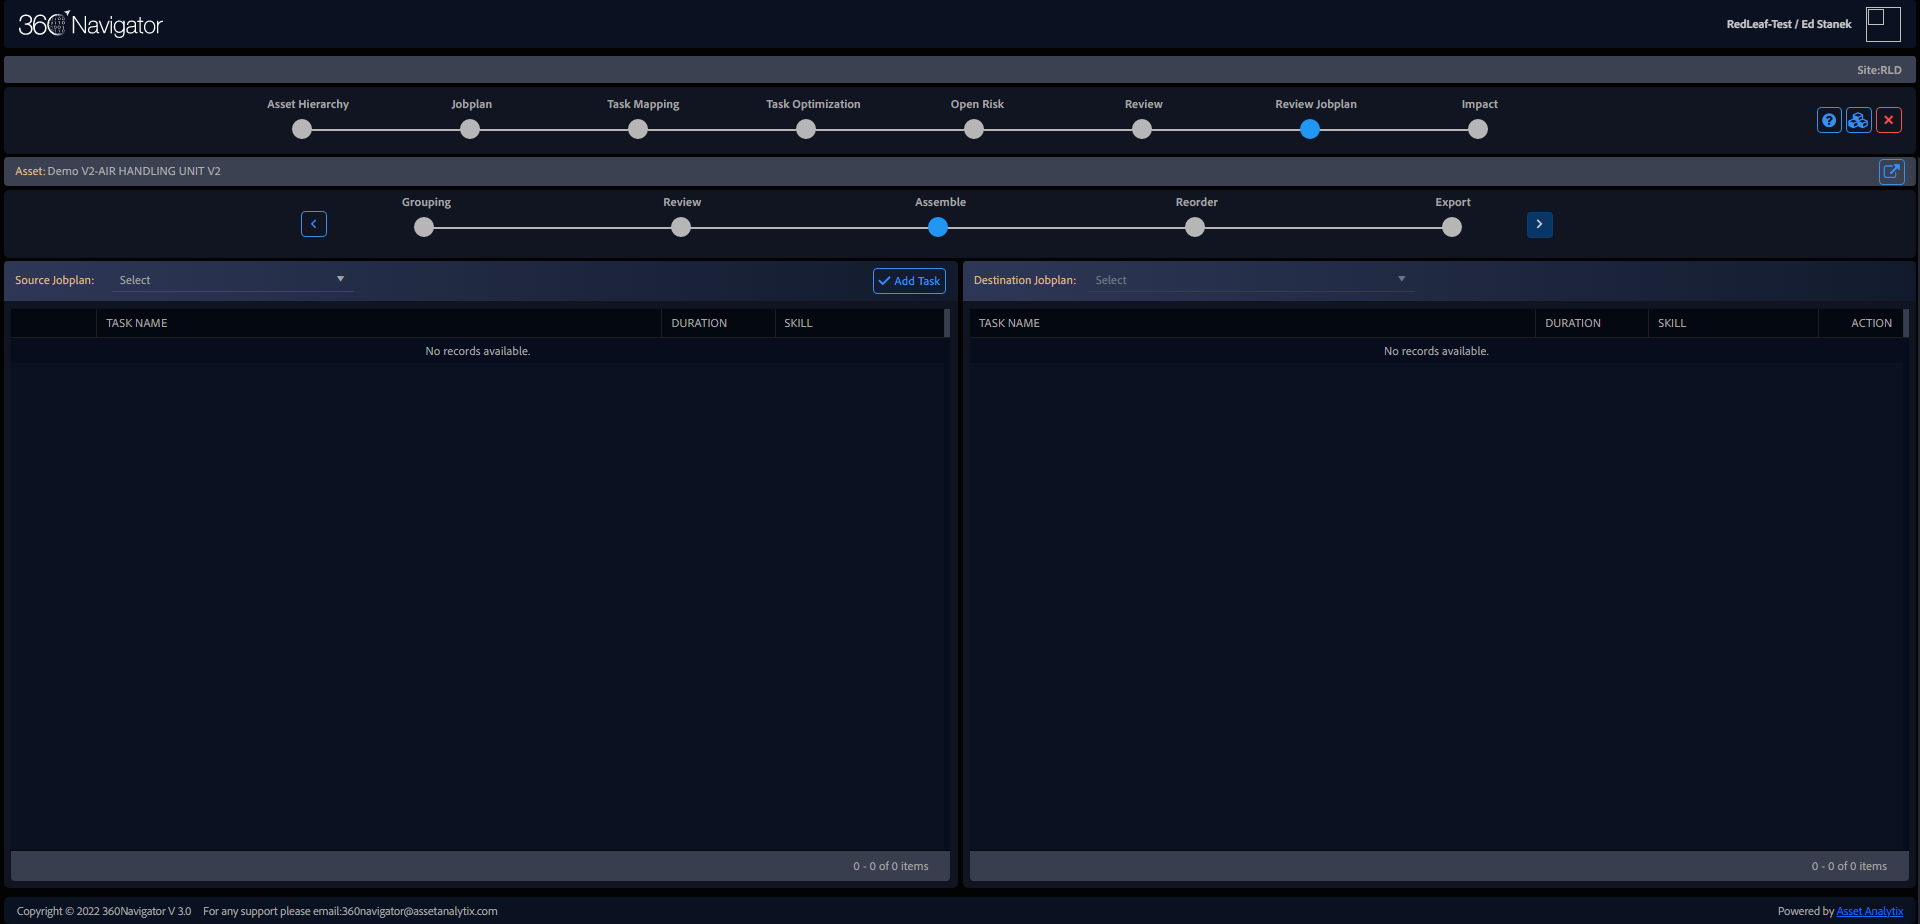 360 Navigator
RedLeaf-Test / Ed Stanek
Site:RLD
Asset Hierarchy Jobplan Task Mapping Task Optimization Open Risk Review Review Jobplan Impact
Asset: Demo V2-AIR HANDLING UNIT V2
Grouping Review Assemble Reorder Export
Source Jobplan: Select Add Task
Destination Jobplan: Select
TASK NAME DURATION SKILL
TASK NAME DURATION SKILL ACTION
No records available.
No records available.
0 - 0 of 0 items
0 - 0 of 0 items
Copyright © 2022 360Navigator V 3.0 For any support please email:360navigator@assetanalytix.com
Powered by Asset Analytix